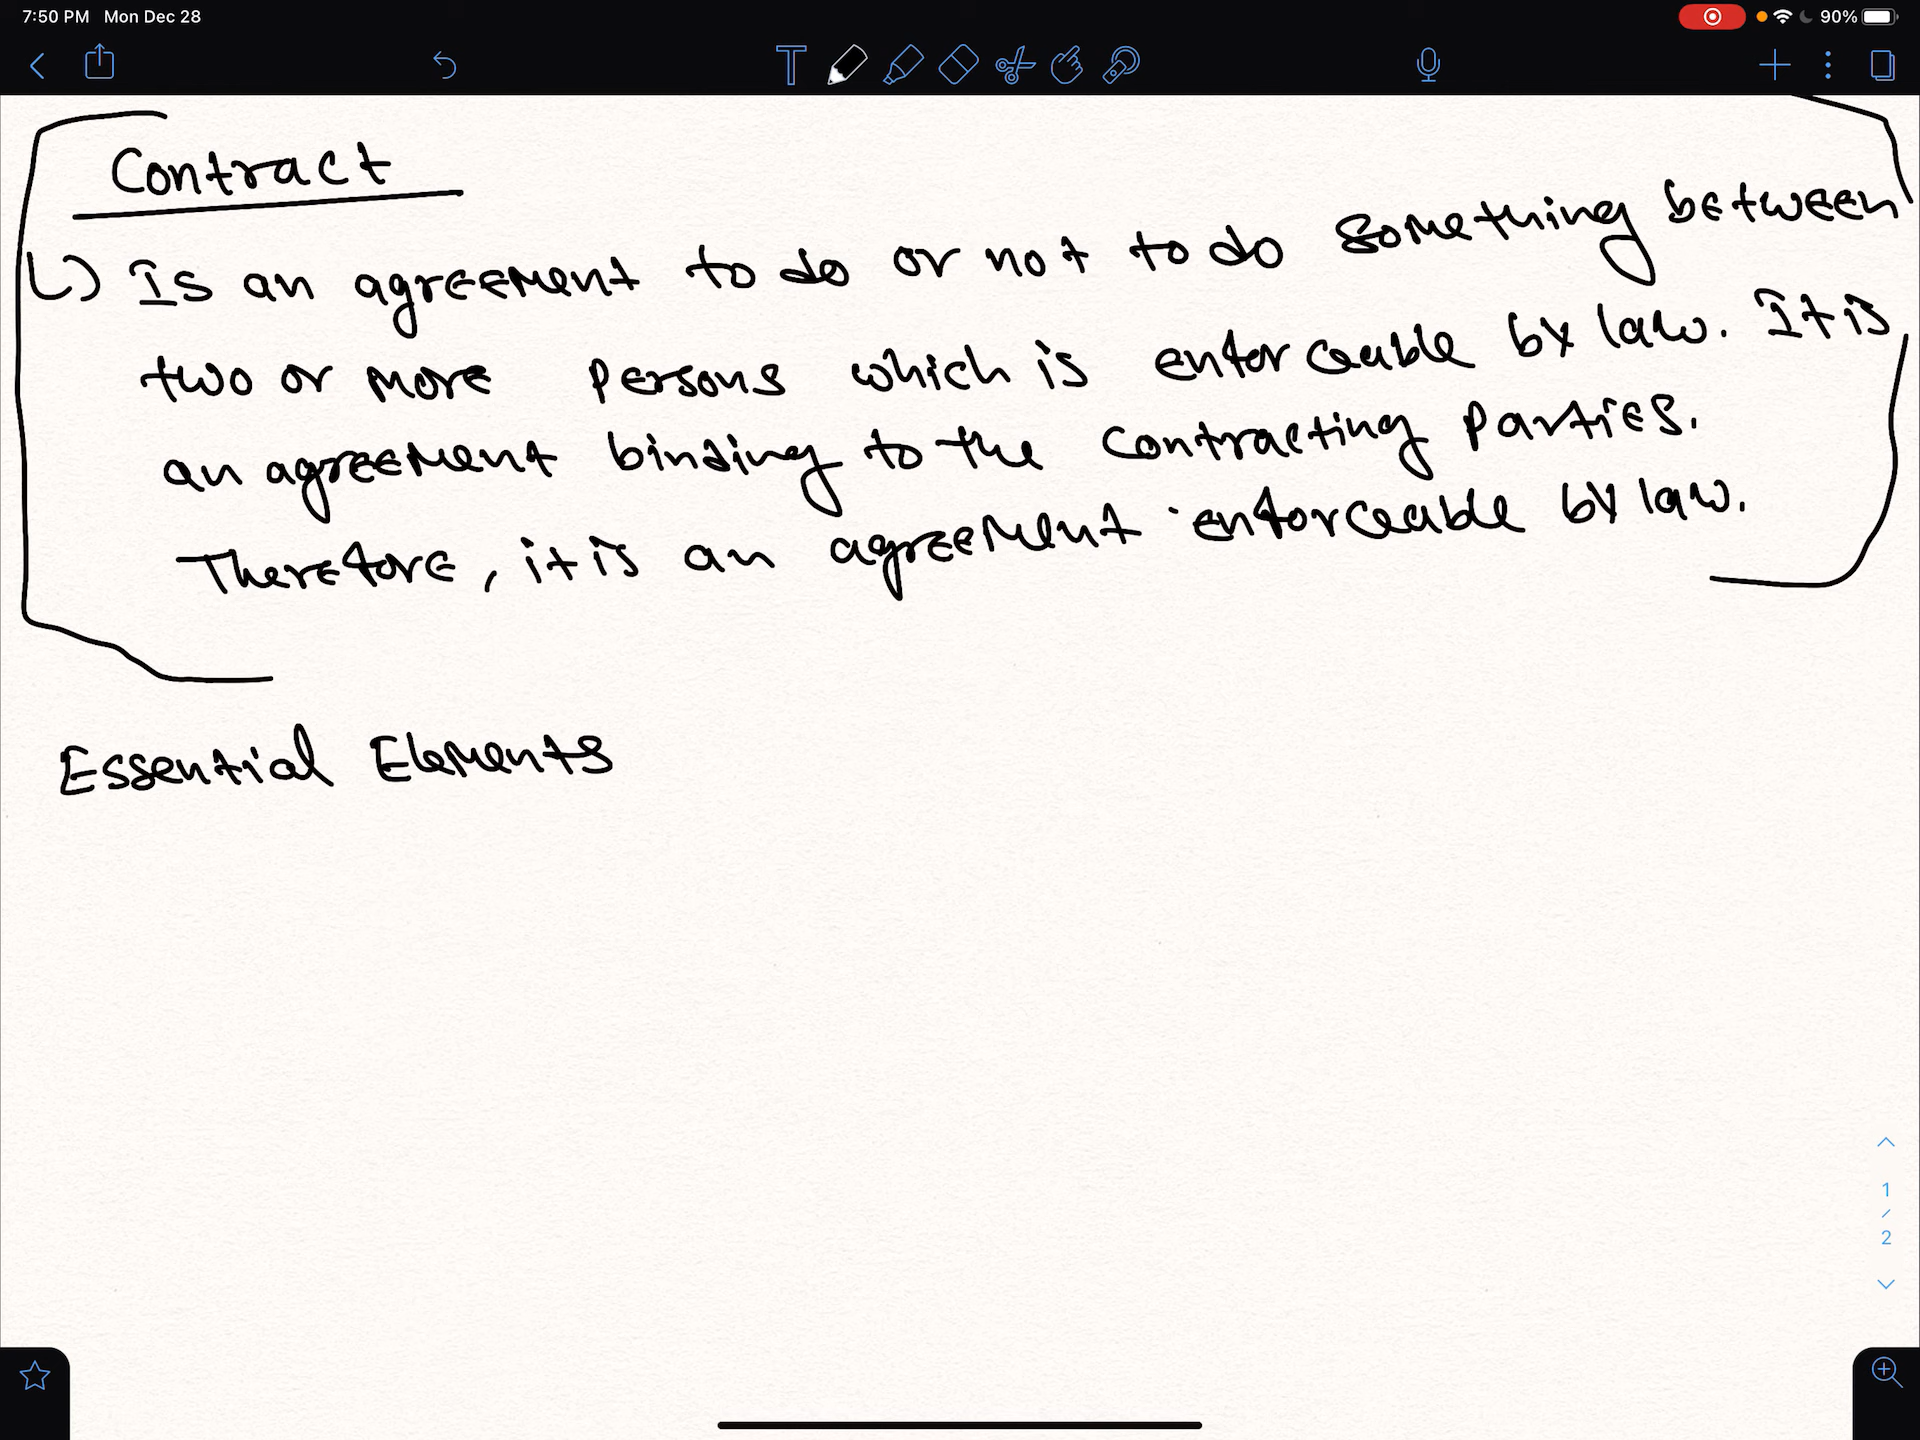 7:50 PM Mon Dec 28
90%
Contract
Is an agreement to do or not to do something between
two or more persons which is enforceable by law. It is
an agreement binding to the contracting parties.
Therefore, it is an agreement enforceable by law.
Essential Elements
1
/
2